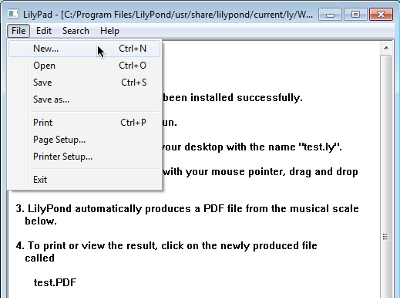 LilyPad - [C:/Program Files/LilyPond/usr/share/lilypond/current/ly/W...
File Edit Search Help
New... Ctrl+N
Open Ctrl+O
Save Ctrl+S
Save as...
been installed successfully.
Print Ctrl+P
un.
Page Setup...
your desktop with the name "test.ly".
Printer Setup...
with your mouse pointer, drag and drop
Exit
3. LilyPond automatically produces a PDF file from the musical scale
below.
4. To print or view the result, click on the newly produced file
called
test.PDF